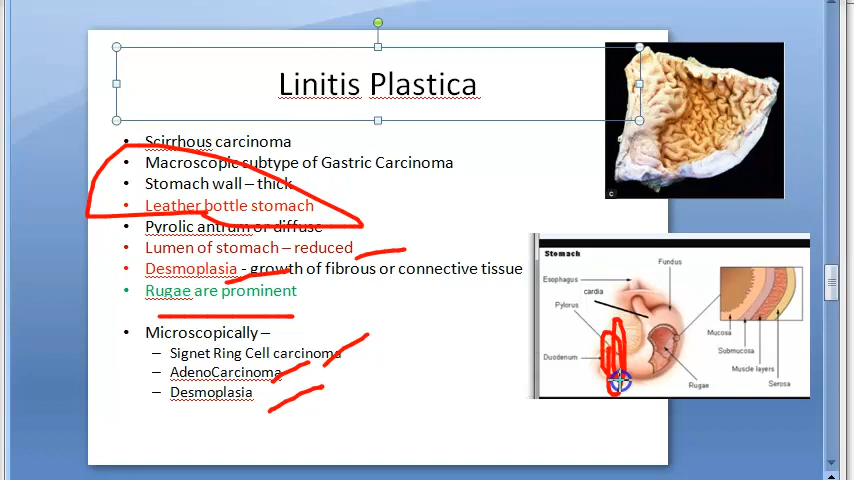 Linitis Plastica
• Scirrhous carcinoma
• Macroscopic subtype of Gastric Carcinoma
• Stomach wall – thick
• Leather bottle stomach
• Pyrolic antrum or diffuse
• Lumen of stomach – reduced
• Desmoplasia - growth of fibrous or connective tissue
• Rugae are prominent
• Microscopically –
– Signet Ring Cell carcinoma
– AdenoCarcinoma
– Desmoplasia
C
Stomach
Fundus
Esophagus
cardia
Pylorus
Duodenum
Rugae
Mucosa
Submucosa
Muscle layers
Serosa